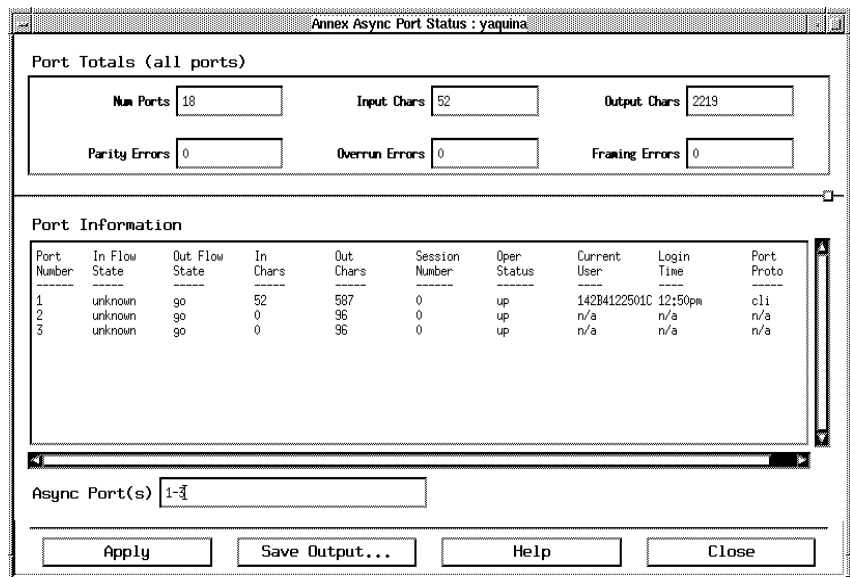 Annex Async Port Status : yaquina
Port Totals (all ports)
Num Ports 18 Input Chars 52 Output Chars 2219
Parity Errors 0 Overrun Errors 0 Framing Errors 0
Port Information
Port In Flow Out Flow In Out Session Oper Current Login Port
Number State State Chars Chars Number Status User Time Proto
------ ----- ----- ----- ----- ------ ------ ---- ---- -----
1 unknown go 52 587 0 up 142B4122501C 12:50pm cli
2 unknown go 0 96 0 up n/a n/a n/a
3 unknown go 0 96 0 up n/a n/a n/a
Async Port(s) 1-3
Apply Save Output... Help Close